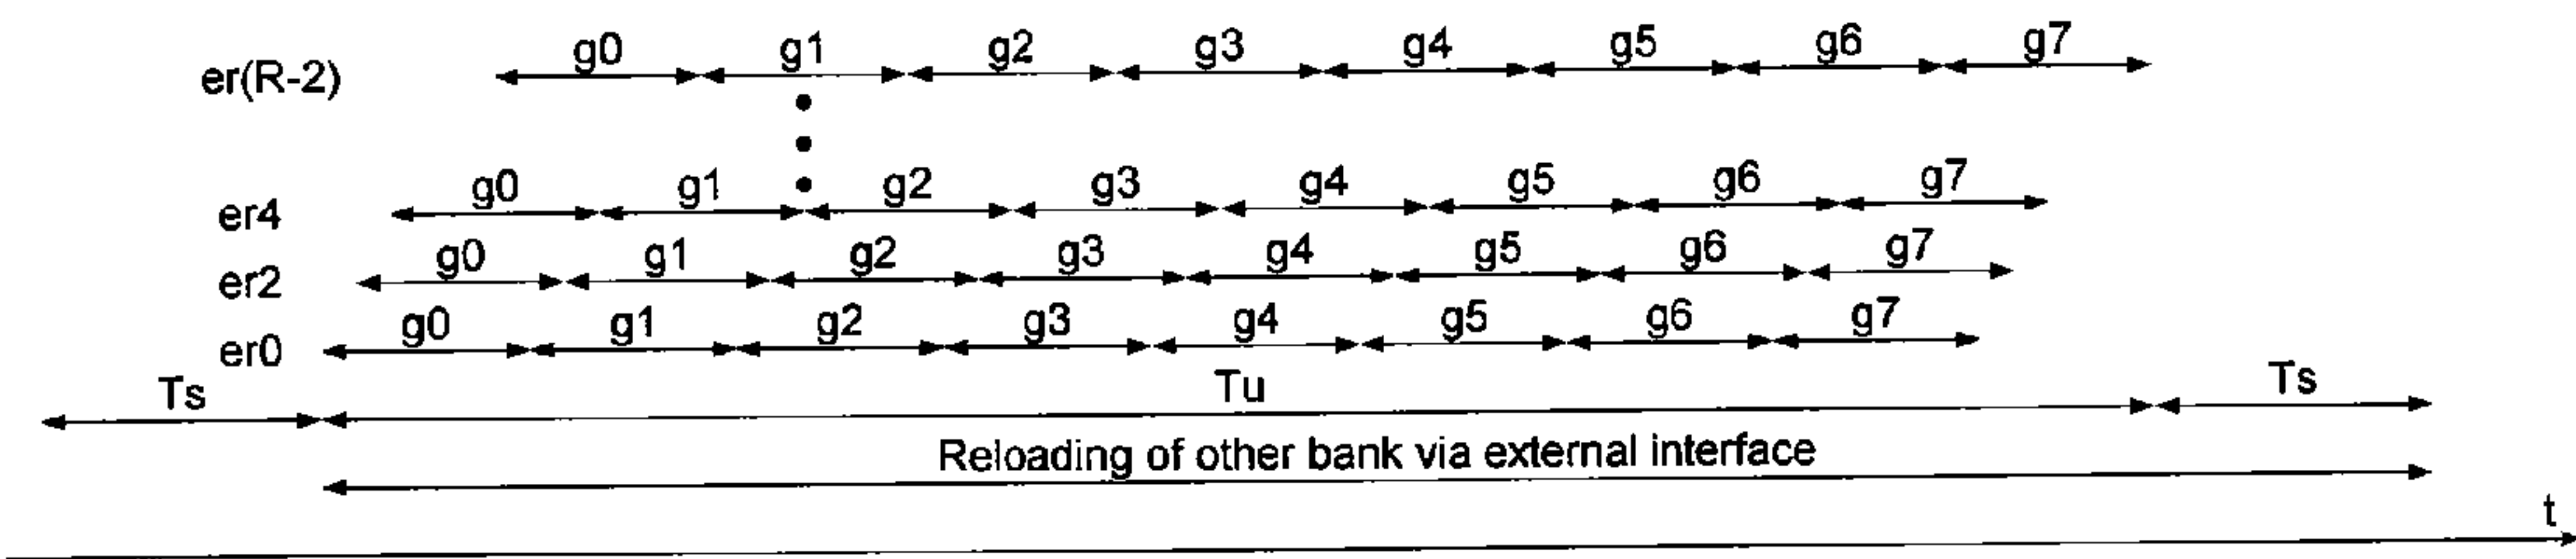 er(R-2) g0 g1 g2 g3 g4 g5 g6 g7
er4 g0 g1 g2 g3 g4 g5 g6 g7
er2 g0 g1 g2 g3 g4 g5 g6 g7
er0 g0 g1 g2 g3 g4 g5 g6 g7
Ts Tu Ts
Reloading of other bank via external interface
t